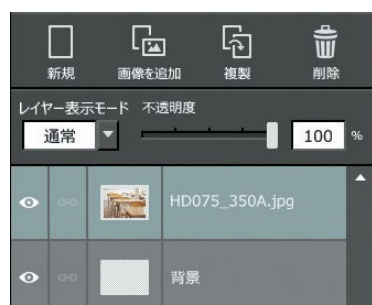 新規 画像を追加 複製 削除
レイヤー表示モード 不透明度
通常 100 %
HD075_350A.jpg
背景